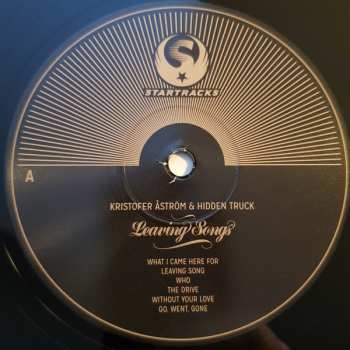 STARTRACKS
A
KRISTOFER ÅSTRÖM & HIDDEN TRUCK
Leaving Songs
WHAT I CAME HERE FOR
LEAVING SONG
WHO
THE DRIVE
WITHOUT YOUR LOVE
GO, WENT, GONE